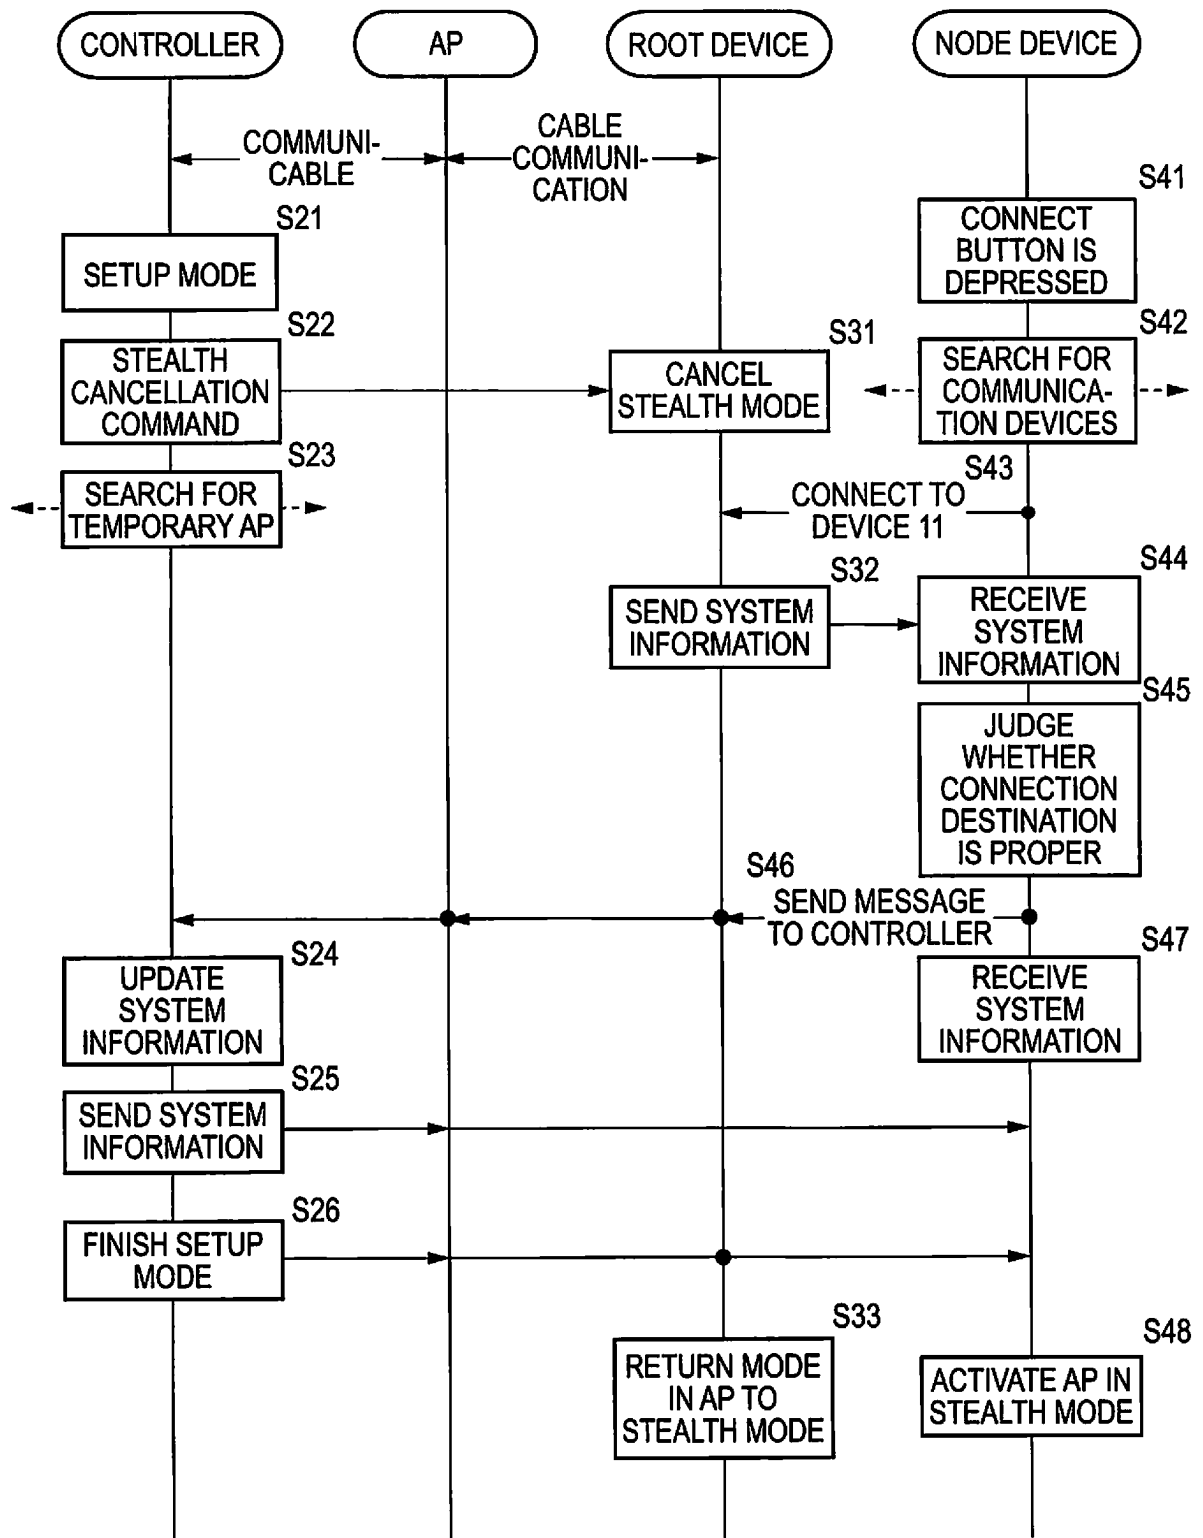 CONTROLLER
AP
ROOT DEVICE
NODE DEVICE
COMMUNI-
CABLE
CABLE
COMMUNI-
CATION
S41
CONNECT
BUTTON IS
DEPRESSED
S21
SETUP MODE
S22
STEALTH
CANCELLATION
COMMAND
S31
CANCEL
STEALTH MODE
S42
SEARCH FOR
COMMUNICA-
TION DEVICES
S23
SEARCH FOR
TEMPORARY AP
S43
CONNECT TO
DEVICE 11
S32
SEND SYSTEM
INFORMATION
S44
RECEIVE
SYSTEM
INFORMATION
S45
JUDGE
WHETHER
CONNECTION
DESTINATION
IS PROPER
S46
SEND MESSAGE
TO CONTROLLER
S24
UPDATE
SYSTEM
INFORMATION
S47
RECEIVE
SYSTEM
INFORMATION
S25
SEND SYSTEM
INFORMATION
S26
FINISH SETUP
MODE
S33
RETURN MODE
IN AP TO
STEALTH MODE
S48
ACTIVATE AP IN
STEALTH MODE